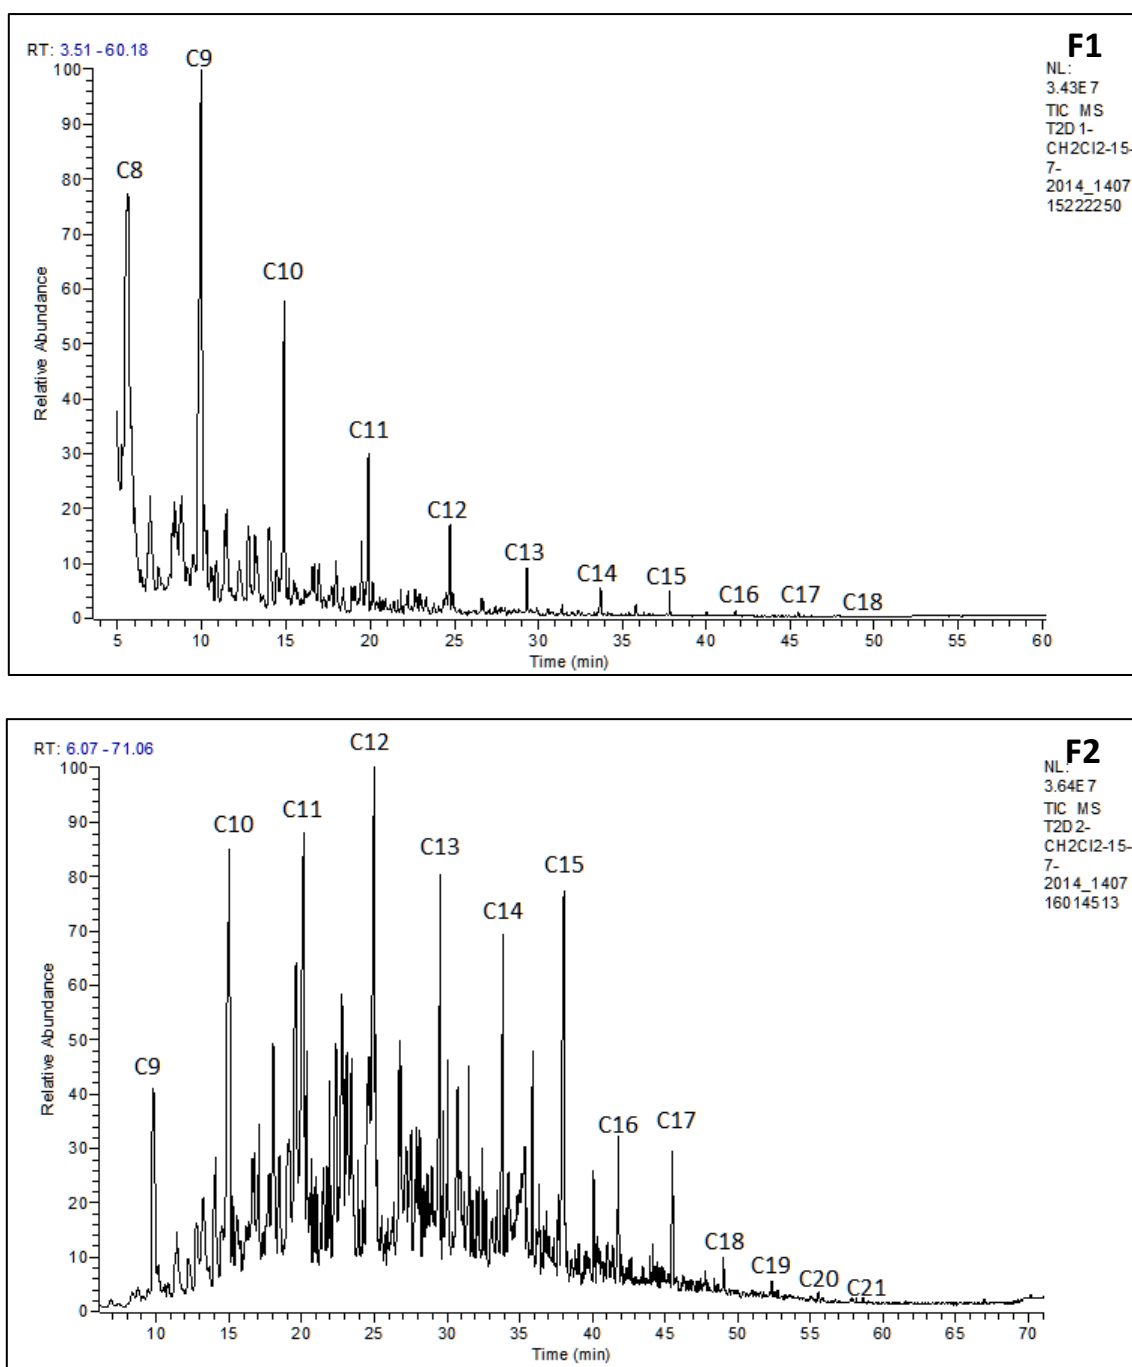 F1
RT: 3.51 - 60.18
NL:
3.43E7
TIC MS
T2D1-
CH2Cl2-15-
7-
2014_1407
15222250
C9
C8
C10
C11
C12
C13
C14
C15
C16
C17
C18
100
90
80
70
60
50
40
30
20
10
0
Relative Abundance
5 10 15 20 25 30 35 40 45 50 55 60
Time (min)
F2
RT: 6.07 - 71.06
NL:
3.64E7
TIC MS
T2D2-
CH2Cl2-15-
7-
2014_1407
16014513
C12
C11
C10
C13
C15
C14
C9
C16
C17
C18
C19
C20
C21
100
90
80
70
60
50
40
30
20
10
0
Relative Abundance
10 15 20 25 30 35 40 45 50 55 60 65 70
Time (min)